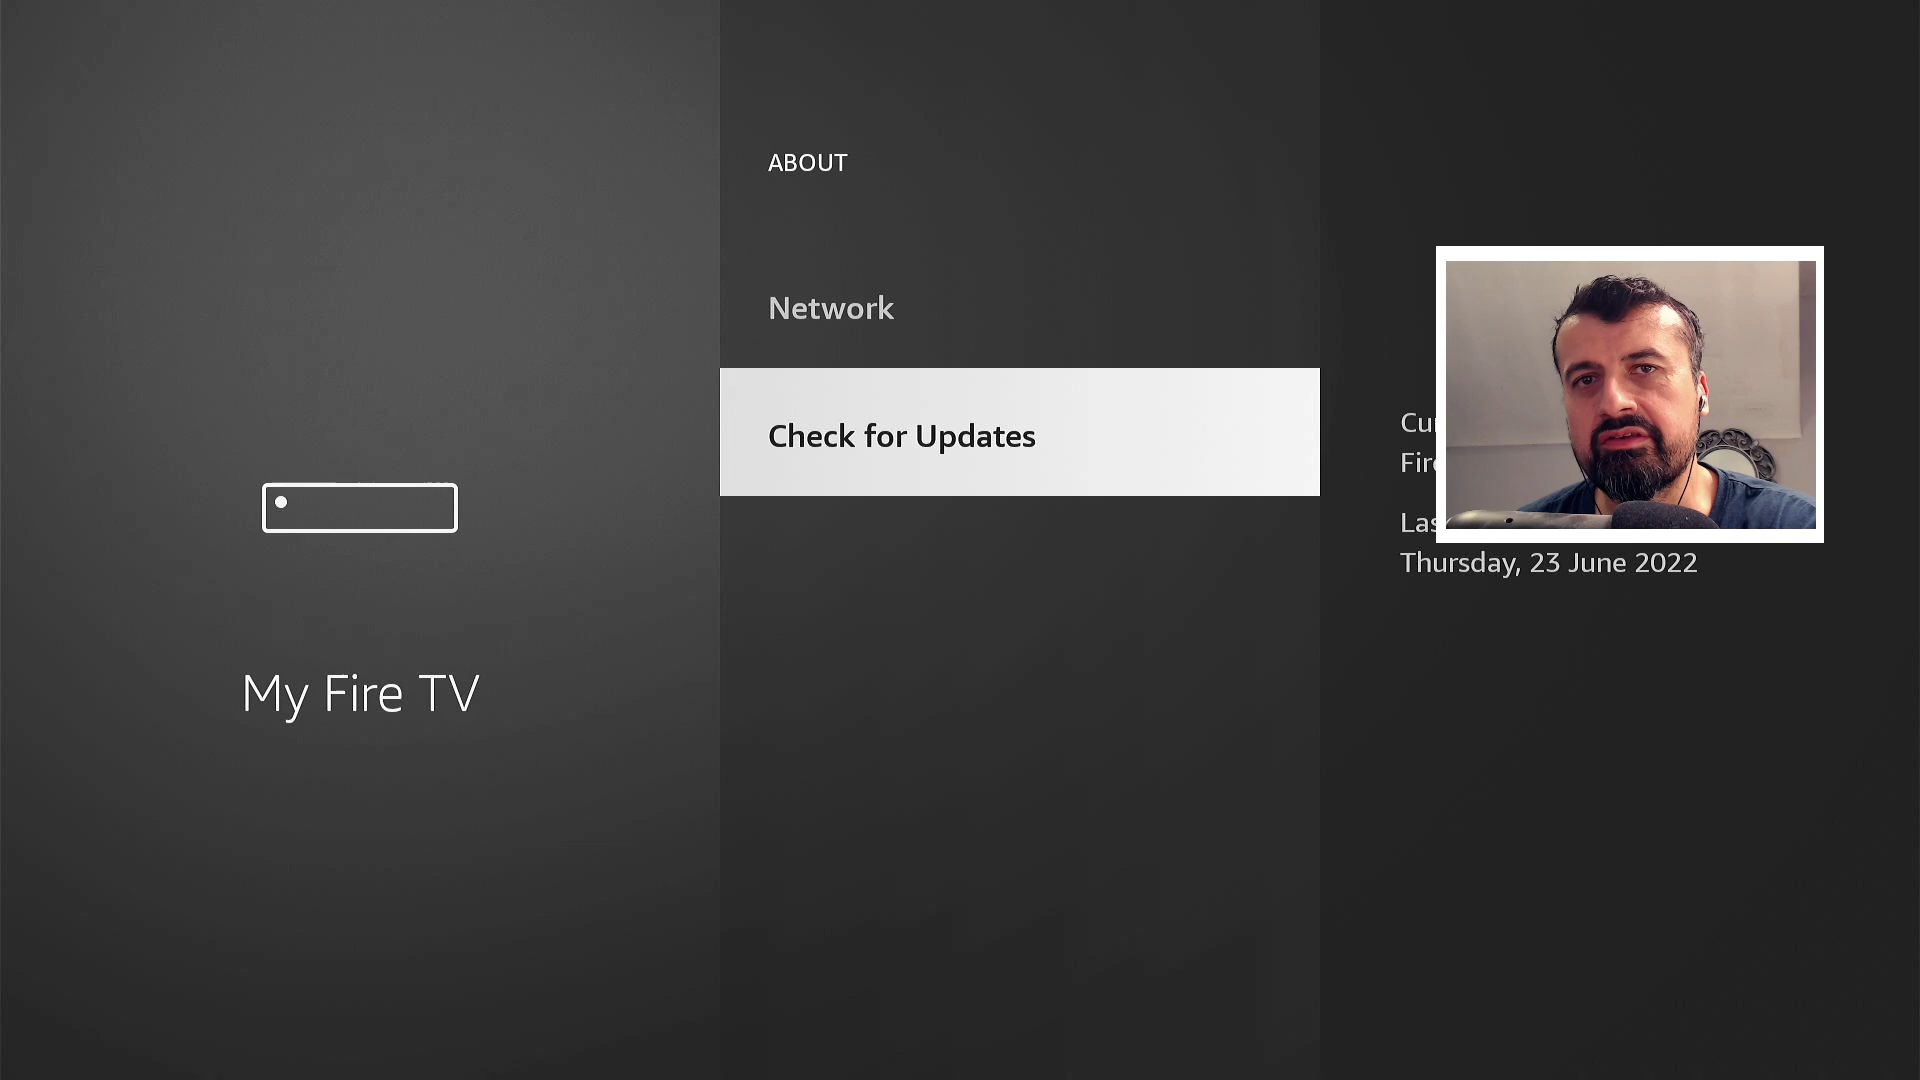 ABOUT
Network
Check for Updates
My Fire TV
Thursday, 23 June 2022